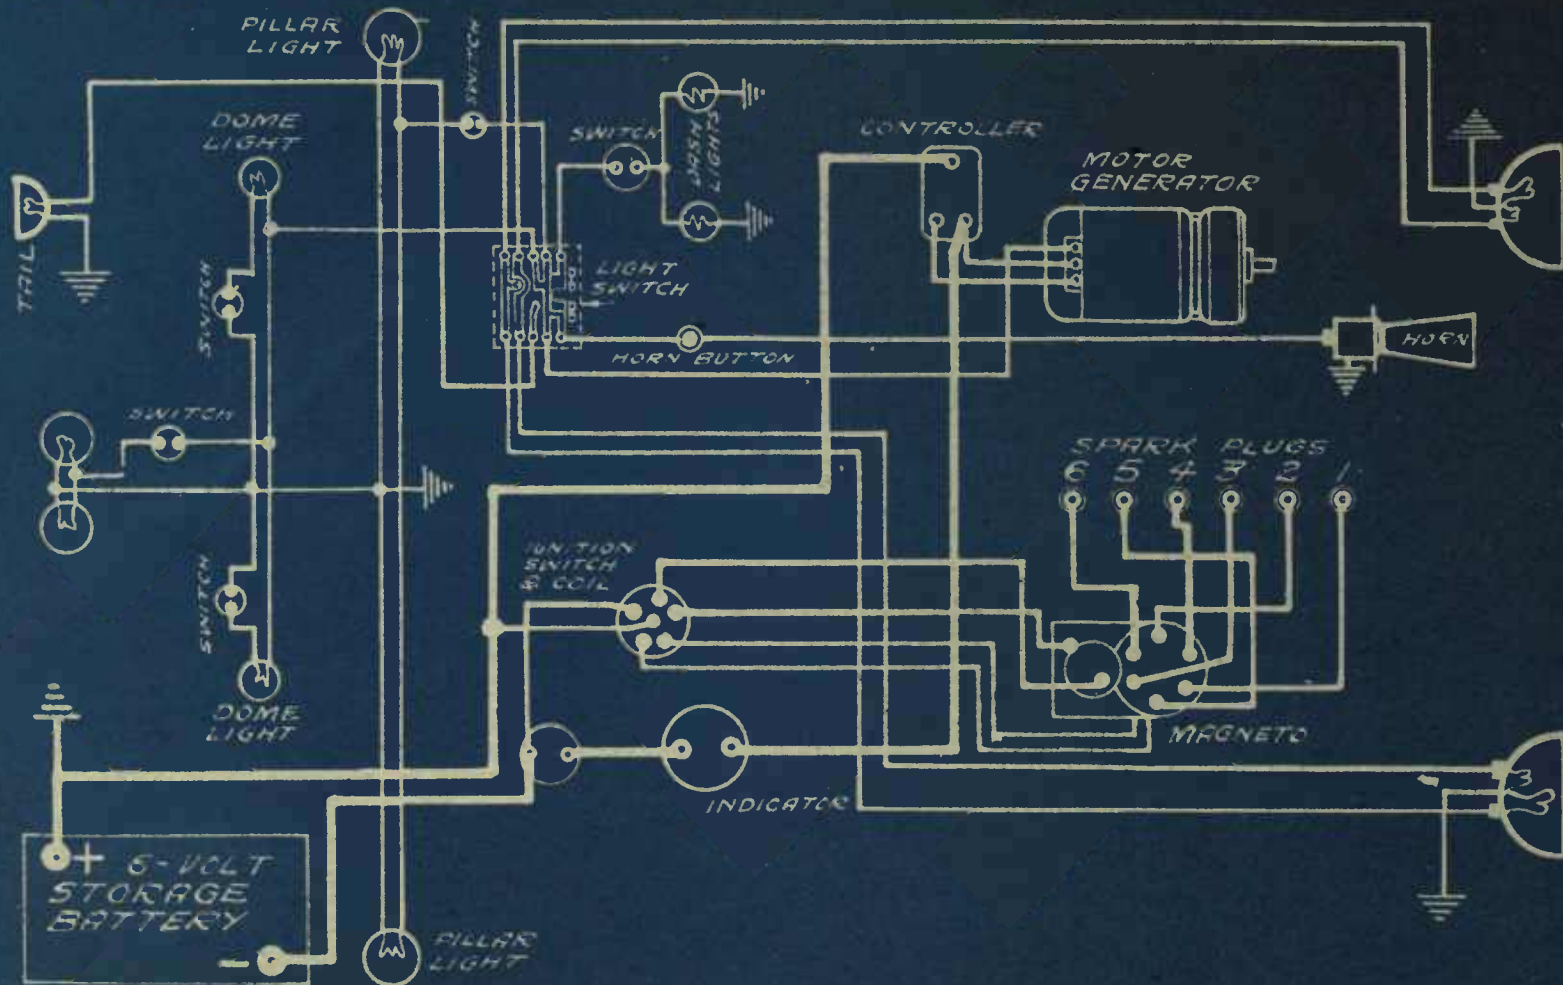 PILLAR
LIGHT
SWITCH
DOME
LIGHT
SWITCH
DASH
LIGHTS
CONTROLLER
MOTOR
GENERATOR
TAIL
SWITCH
LIGHT
SWITCH
HORN BUTTON
HORN
SWITCH
SPARK PLUGS
6 5 4 3 2 1
IGNITION
SWITCH
& COIL
SWITCH
DOME
LIGHT
MAGNETO
INDICATOR
+ 6-VOLT
STORAGE
BATTERY
-
PILLAR
LIGHT